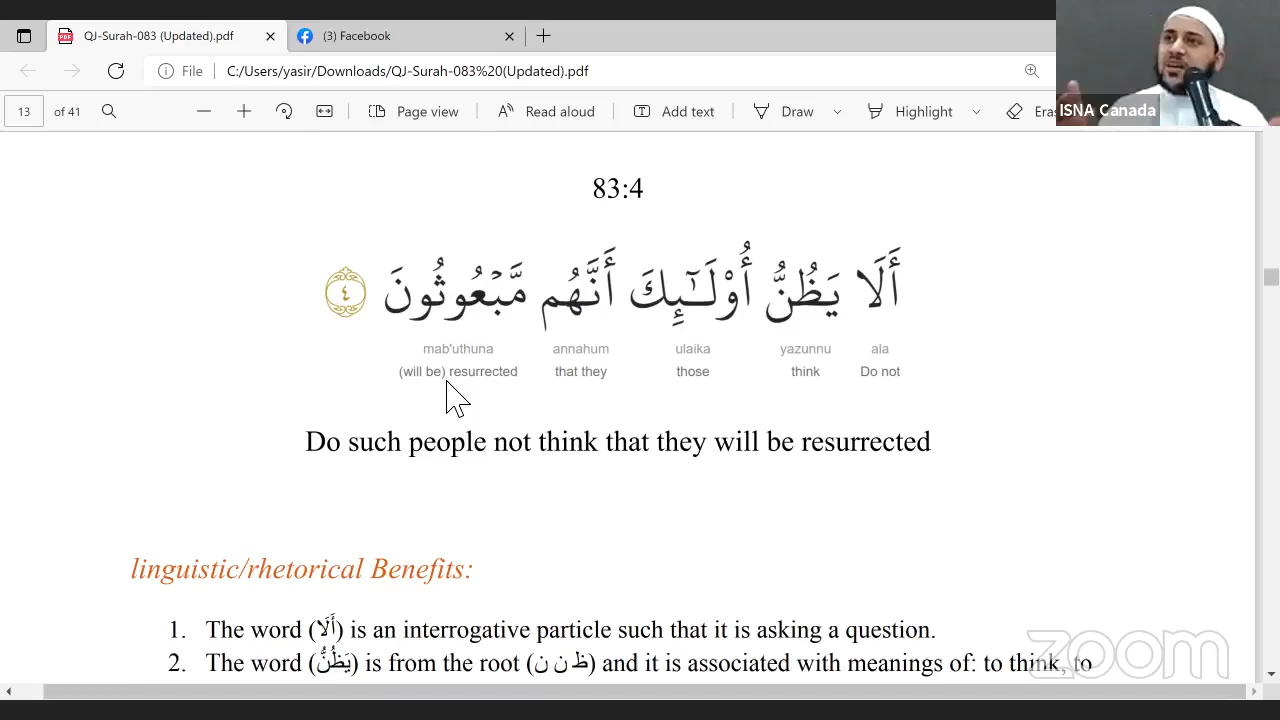 QJ-Surah-083 (Updated).pdf
(3) Facebook
File
C:/Users/yasir/Downloads/QJ-Surah-083%20(Updated).pdf
13 of 41
Page view
Read aloud
Add text
Draw
Highlight
Era
ISNA Canada
83:4
أَلَا يَظُنُّ أُوْلَـٰٓئِكَ أَنَّهُم مَّبْعُوثُونَ ٤
mab'uthuna annahum ulaika yazunnu ala
(will be) resurrected that they those think Do not
Do such people not think that they will be resurrected
linguistic/rhetorical Benefits:
1. The word (أَلَا) is an interrogative particle such that it is asking a question.
2. The word (يَظُنُّ) is from the root (ظ ن ن) and it is associated with meanings of: to think, to
zoom